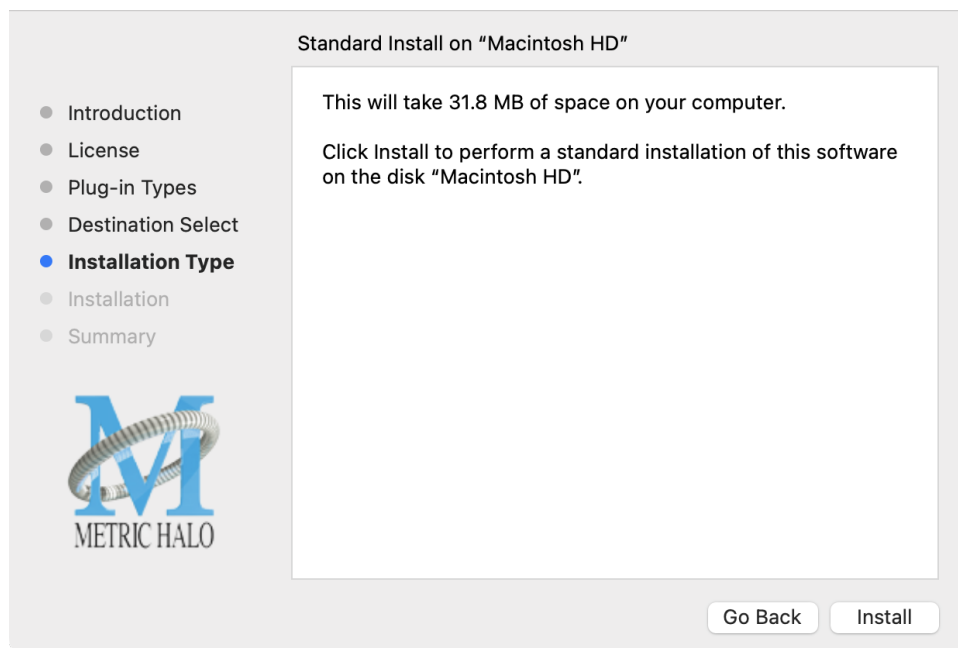 Standard Install on “Macintosh HD”
Introduction
License
Plug-in Types
Destination Select
Installation Type
Installation
Summary
This will take 31.8 MB of space on your computer.
Click Install to perform a standard installation of this software
on the disk “Macintosh HD”.
M
METRIC HALO
Go Back
Install